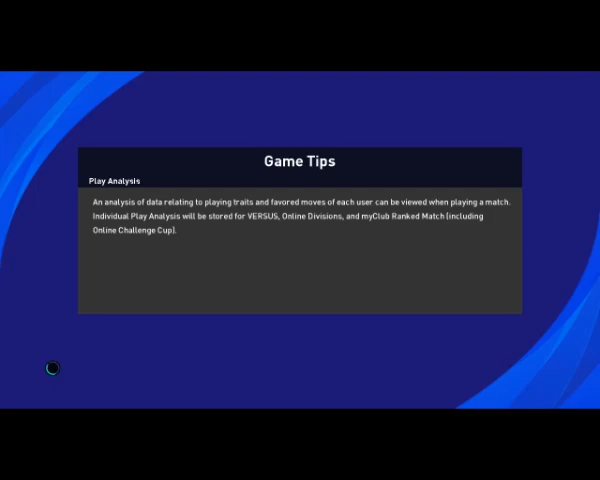 Game Tips
Play Analysis
An analysis of data relating to playing traits and favored moves of each user can be viewed when playing a match.
Individual Play Analysis will be stored for VERSUS, Online Divisions, and myClub Ranked Match (including
Online Challenge Cup).